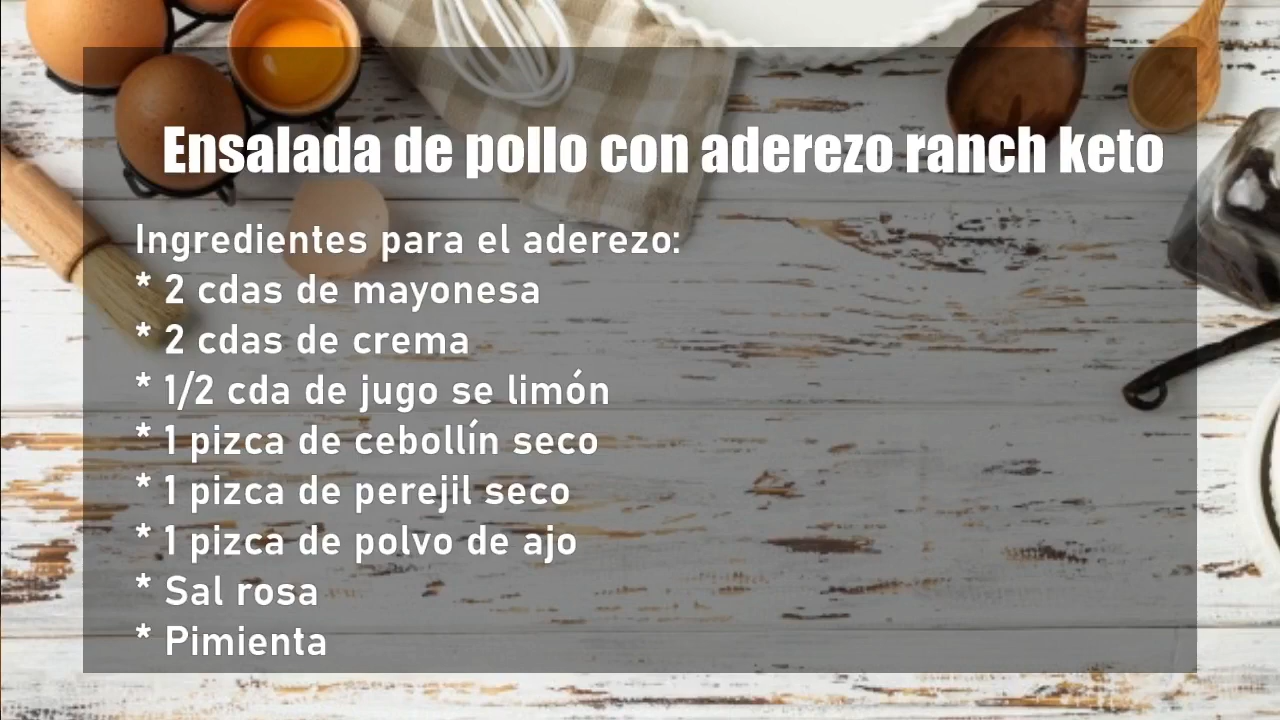 Ensalada de pollo con aderezo ranch keto
Ingredientes para el aderezo:
* 2 cdas de mayonesa
* 2 cdas de crema
* 1/2 cda de jugo se limón
* 1 pizca de cebollín seco
* 1 pizca de perejil seco
* 1 pizca de polvo de ajo
* Sal rosa
* Pimienta